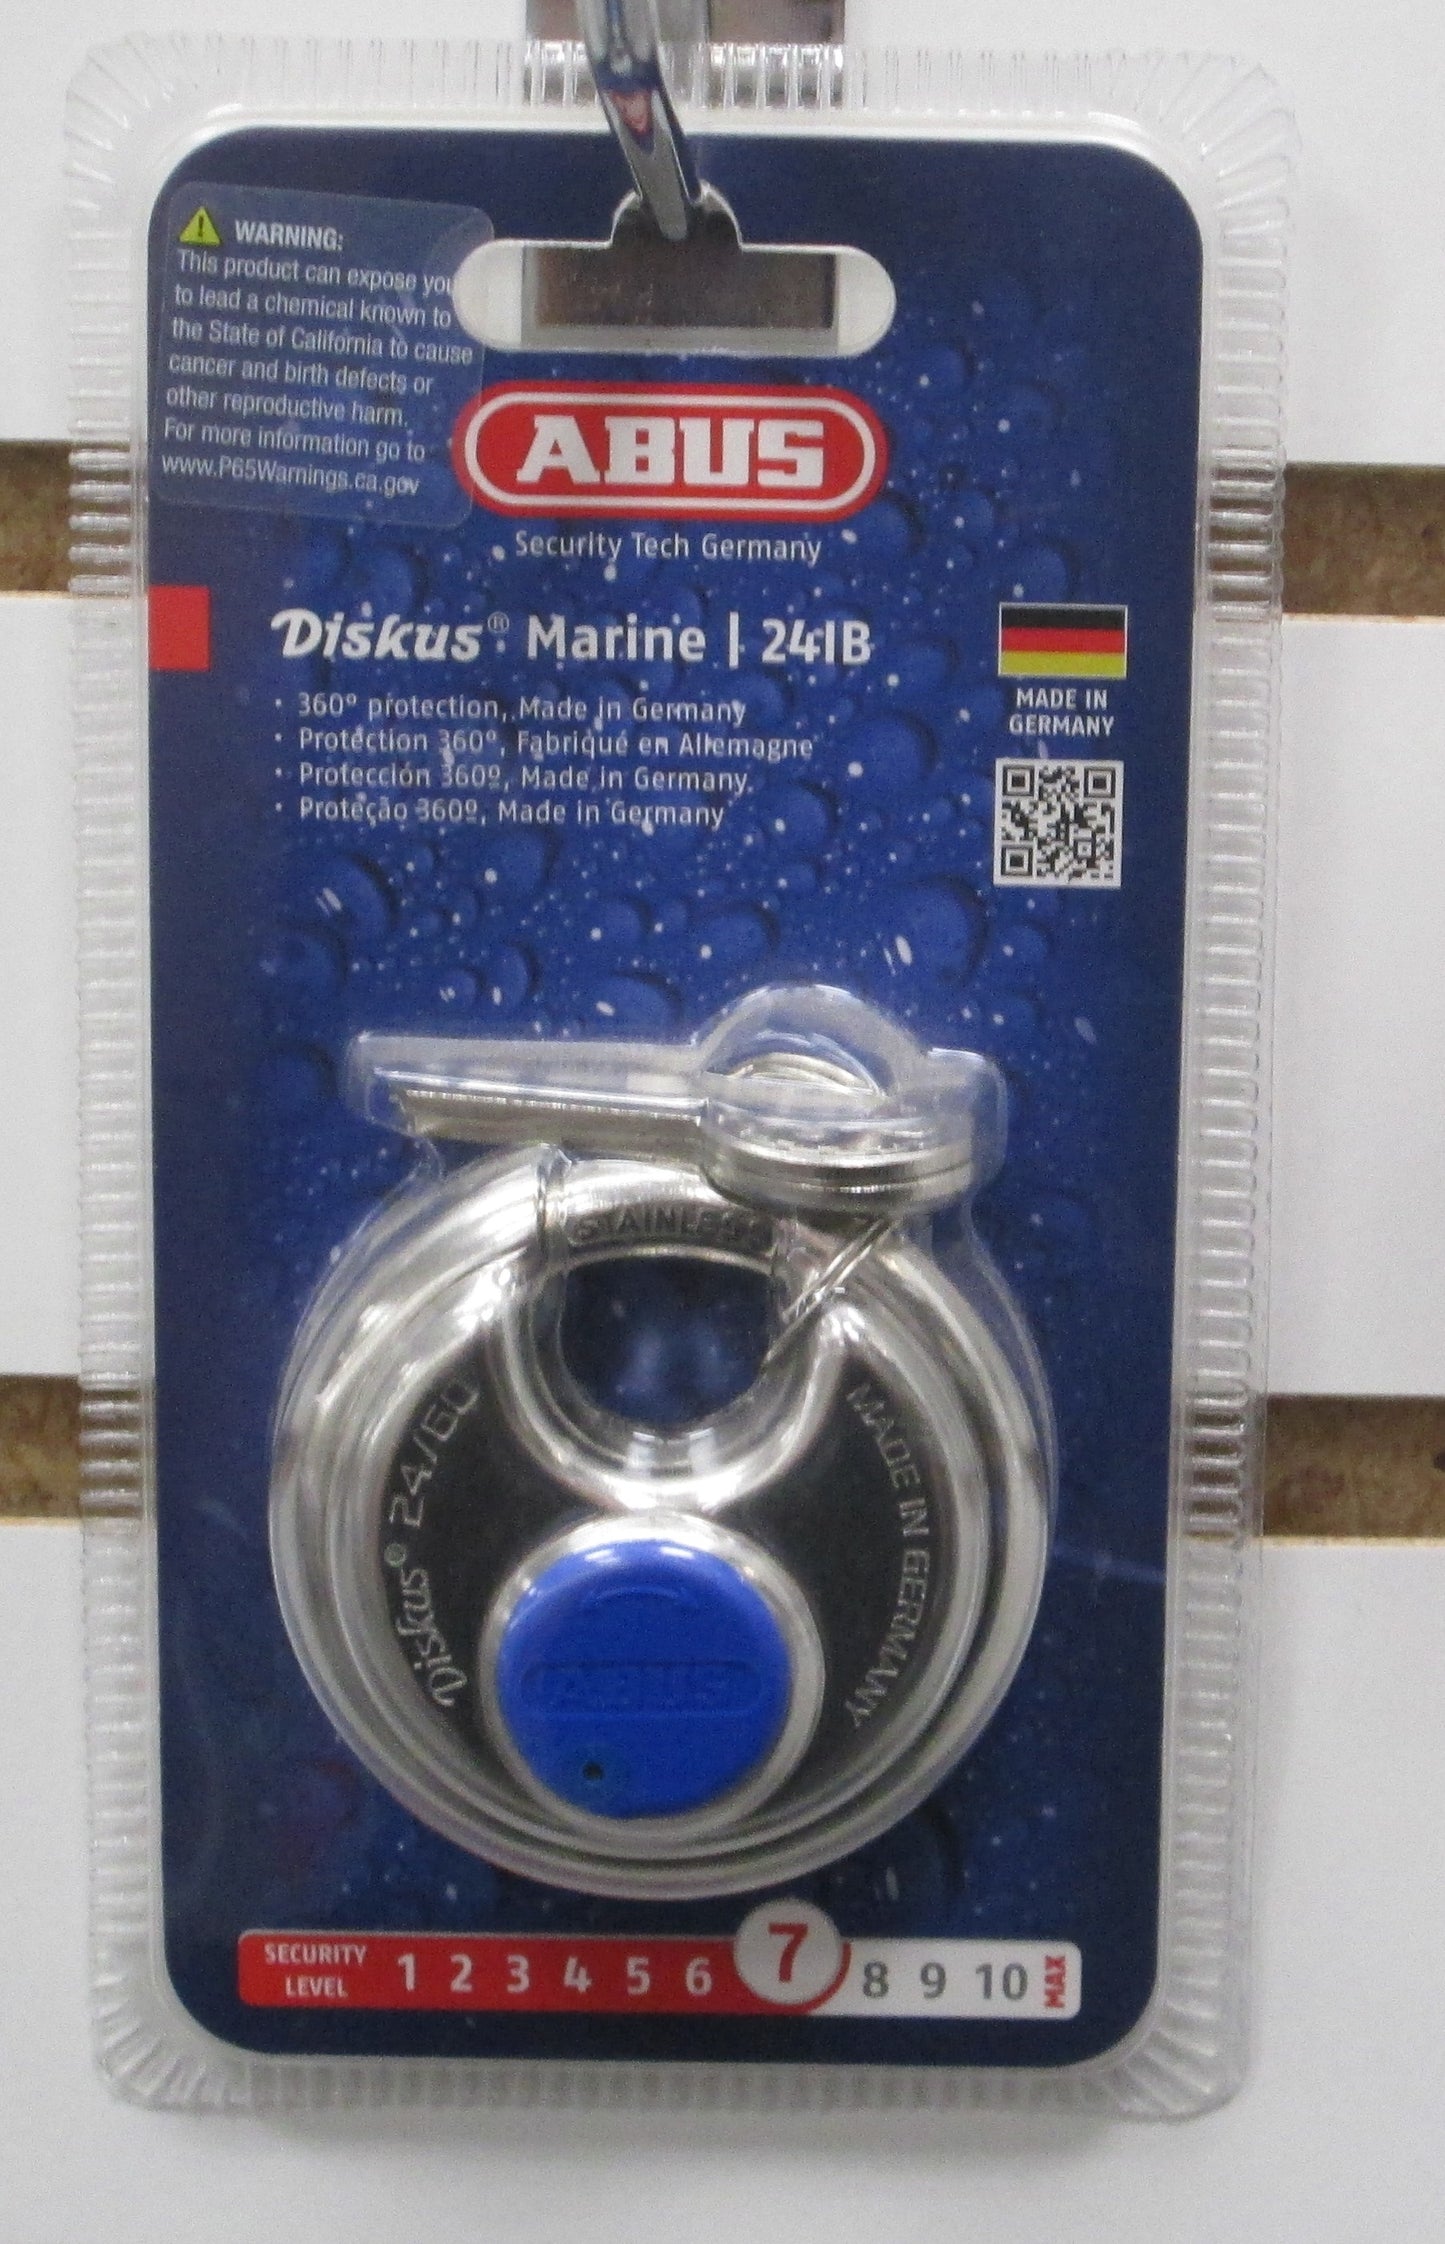 WARNING:
This product can expose you
to lead a chemical known to
the State of California to cause
cancer and birth defects or
other reproductive harm.
For more information go to
www.P65Warnings.ca.gov
ABUS
Security Tech Germany
Diskus® Marine | 24IB
• 360° protection, Made in Germany
• Protection 360°, Fabriqué en Allemagne
• Protección 360º, Made in Germany
• Proteção 360º, Made in Germany
MADE IN
GERMANY
STAINLESS
Diskus® 24/60
MADE IN GERMANY
ABUS
SECURITY
LEVEL
1 2 3 4 5 6 7 8 9 10 MAX